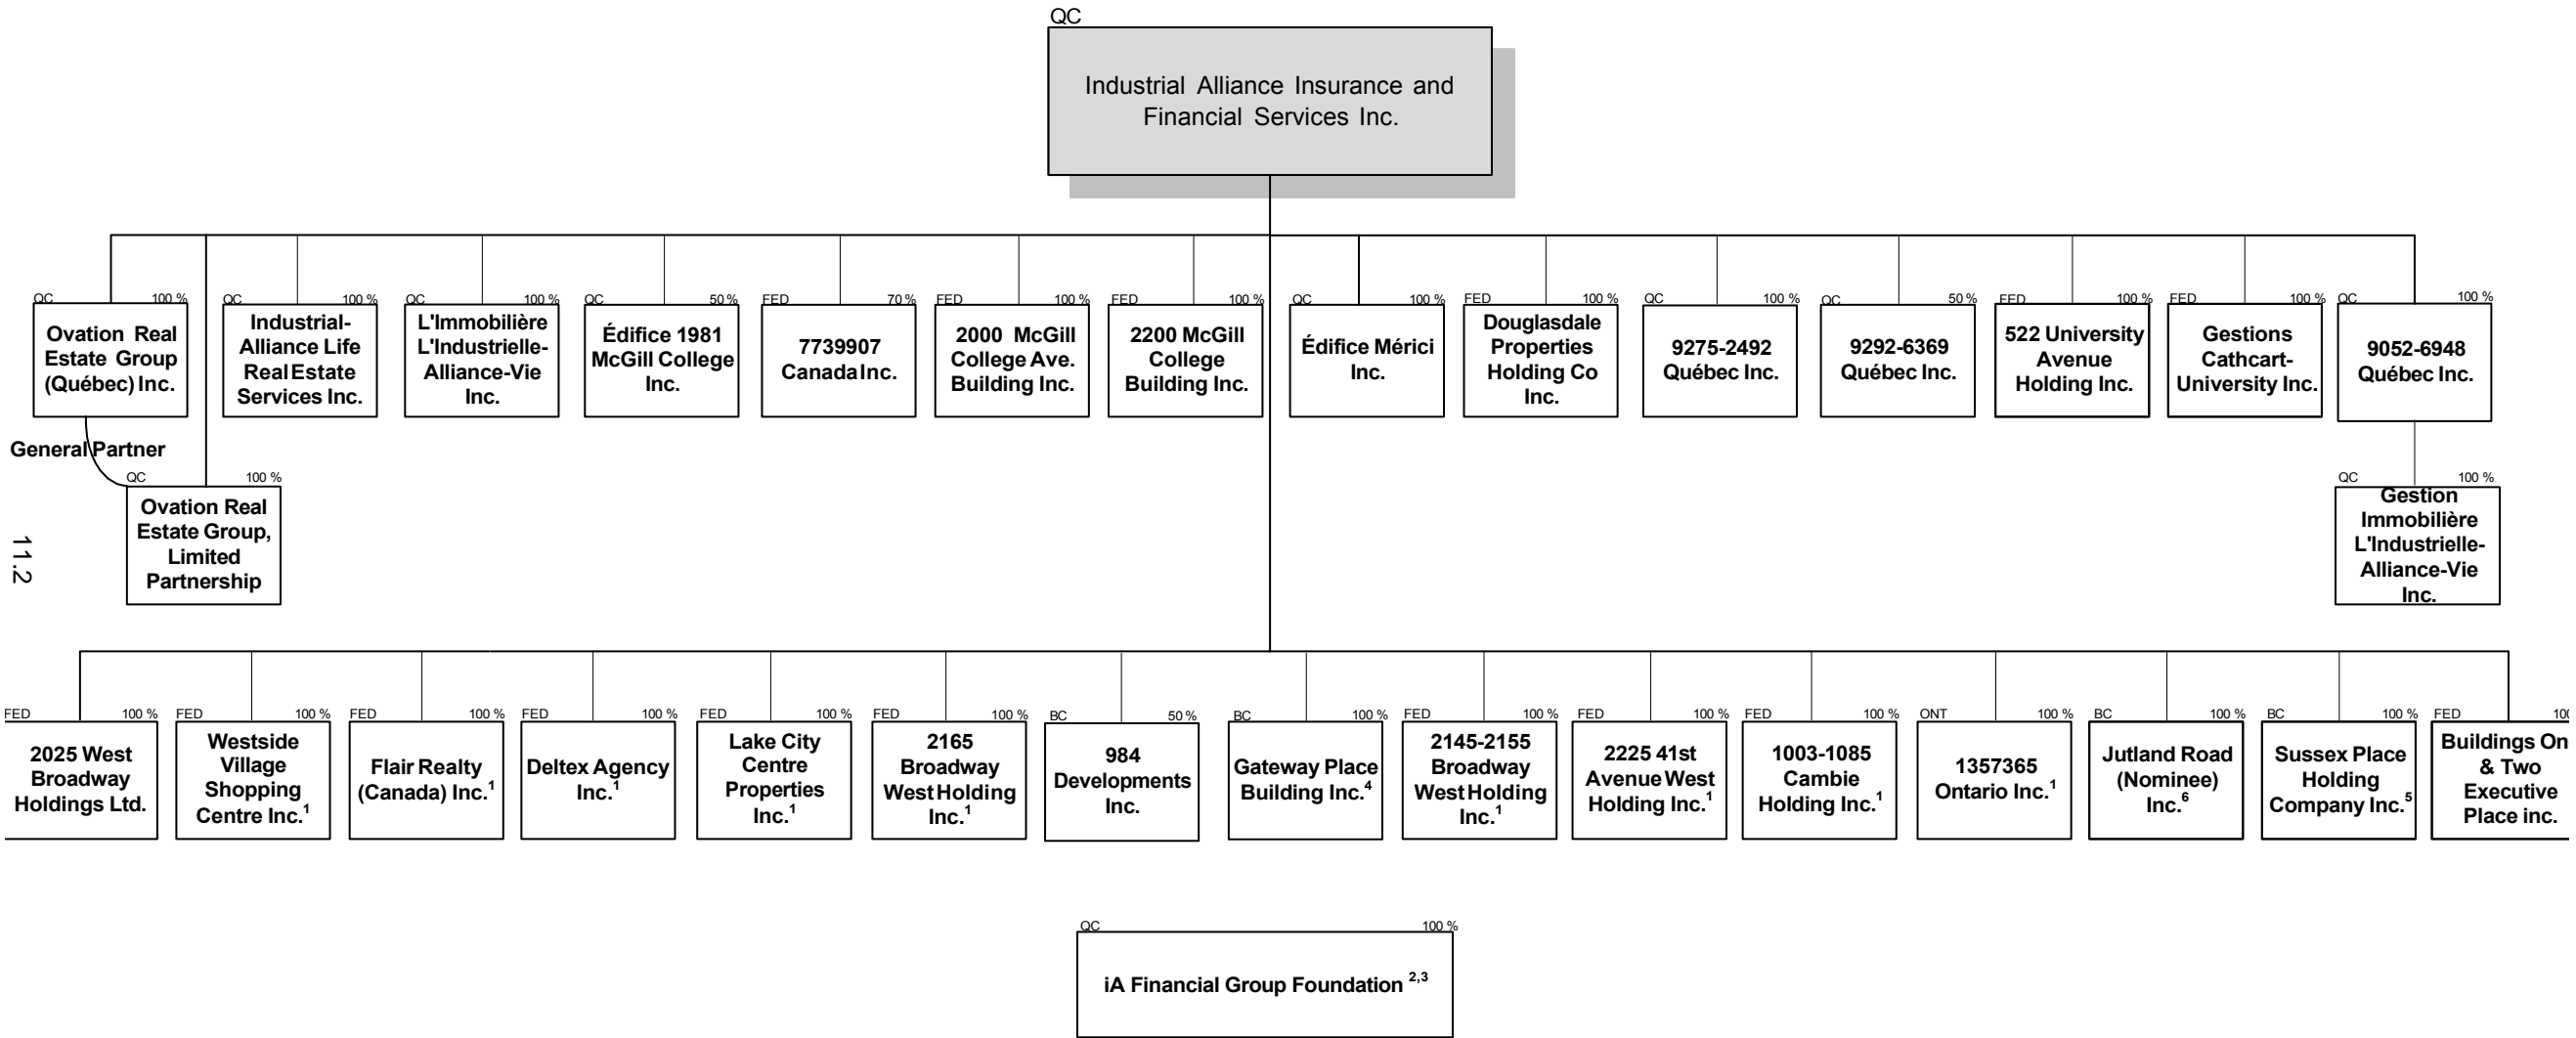 QC
Industrial Alliance Insurance and
Financial Services Inc.
QC 100 %
Ovation Real
Estate Group
(Québec) Inc.
QC 100 %
Industrial-
Alliance Life
Real Estate
Services Inc.
QC 100 %
L'Immobilière
L'Industrielle-
Alliance-Vie
Inc.
QC 50 %
Édifice 1981
McGill College
Inc.
FED 70 %
7739907
Canada Inc.
FED 100 %
2000 McGill
College Ave.
Building Inc.
FED 100 %
2200 McGill
College
Building Inc.
QC 100 %
Édifice Mérici
Inc.
FED 100 %
Douglasdale
Properties
Holding Co
Inc.
QC 100 %
9275-2492
Québec Inc.
QC 50 %
9292-6369
Québec Inc.
FED 100 %
522 University
Avenue
Holding Inc.
FED 100 %
Gestions
Cathcart-
University Inc.
QC 100 %
9052-6948
Québec Inc.
General Partner
QC 100 %
Ovation Real
Estate Group,
Limited
Partnership
QC 100 %
Gestion
Immobilière
L'Industrielle-
Alliance-Vie
Inc.
11.2
FED 100 %
2025 West
Broadway
Holdings Ltd.
FED 100 %
Westside
Village
Shopping
Centre Inc.1
FED 100 %
Flair Realty
(Canada) Inc.1
FED 100 %
Deltex Agency
Inc.1
FED 100 %
Lake City
Centre
Properties
Inc.1
FED 100 %
2165
Broadway
West Holding
Inc.1
BC 50 %
984
Developments
Inc.
BC 100 %
Gateway Place
Building Inc.4
FED 100 %
2145-2155
Broadway
West Holding
Inc.1
FED 100 %
2225 41st
Avenue West
Holding Inc.1
FED 100 %
1003-1085
Cambie
Holding Inc.1
ONT 100 %
1357365
Ontario Inc.1
BC 100 %
Jutland Road
(Nominee)
Inc.6
BC 100 %
Sussex Place
Holding
Company Inc.5
FED 100
Buildings On
& Two
Executive
Place inc.
QC 100 %
iA Financial Group Foundation 2,3